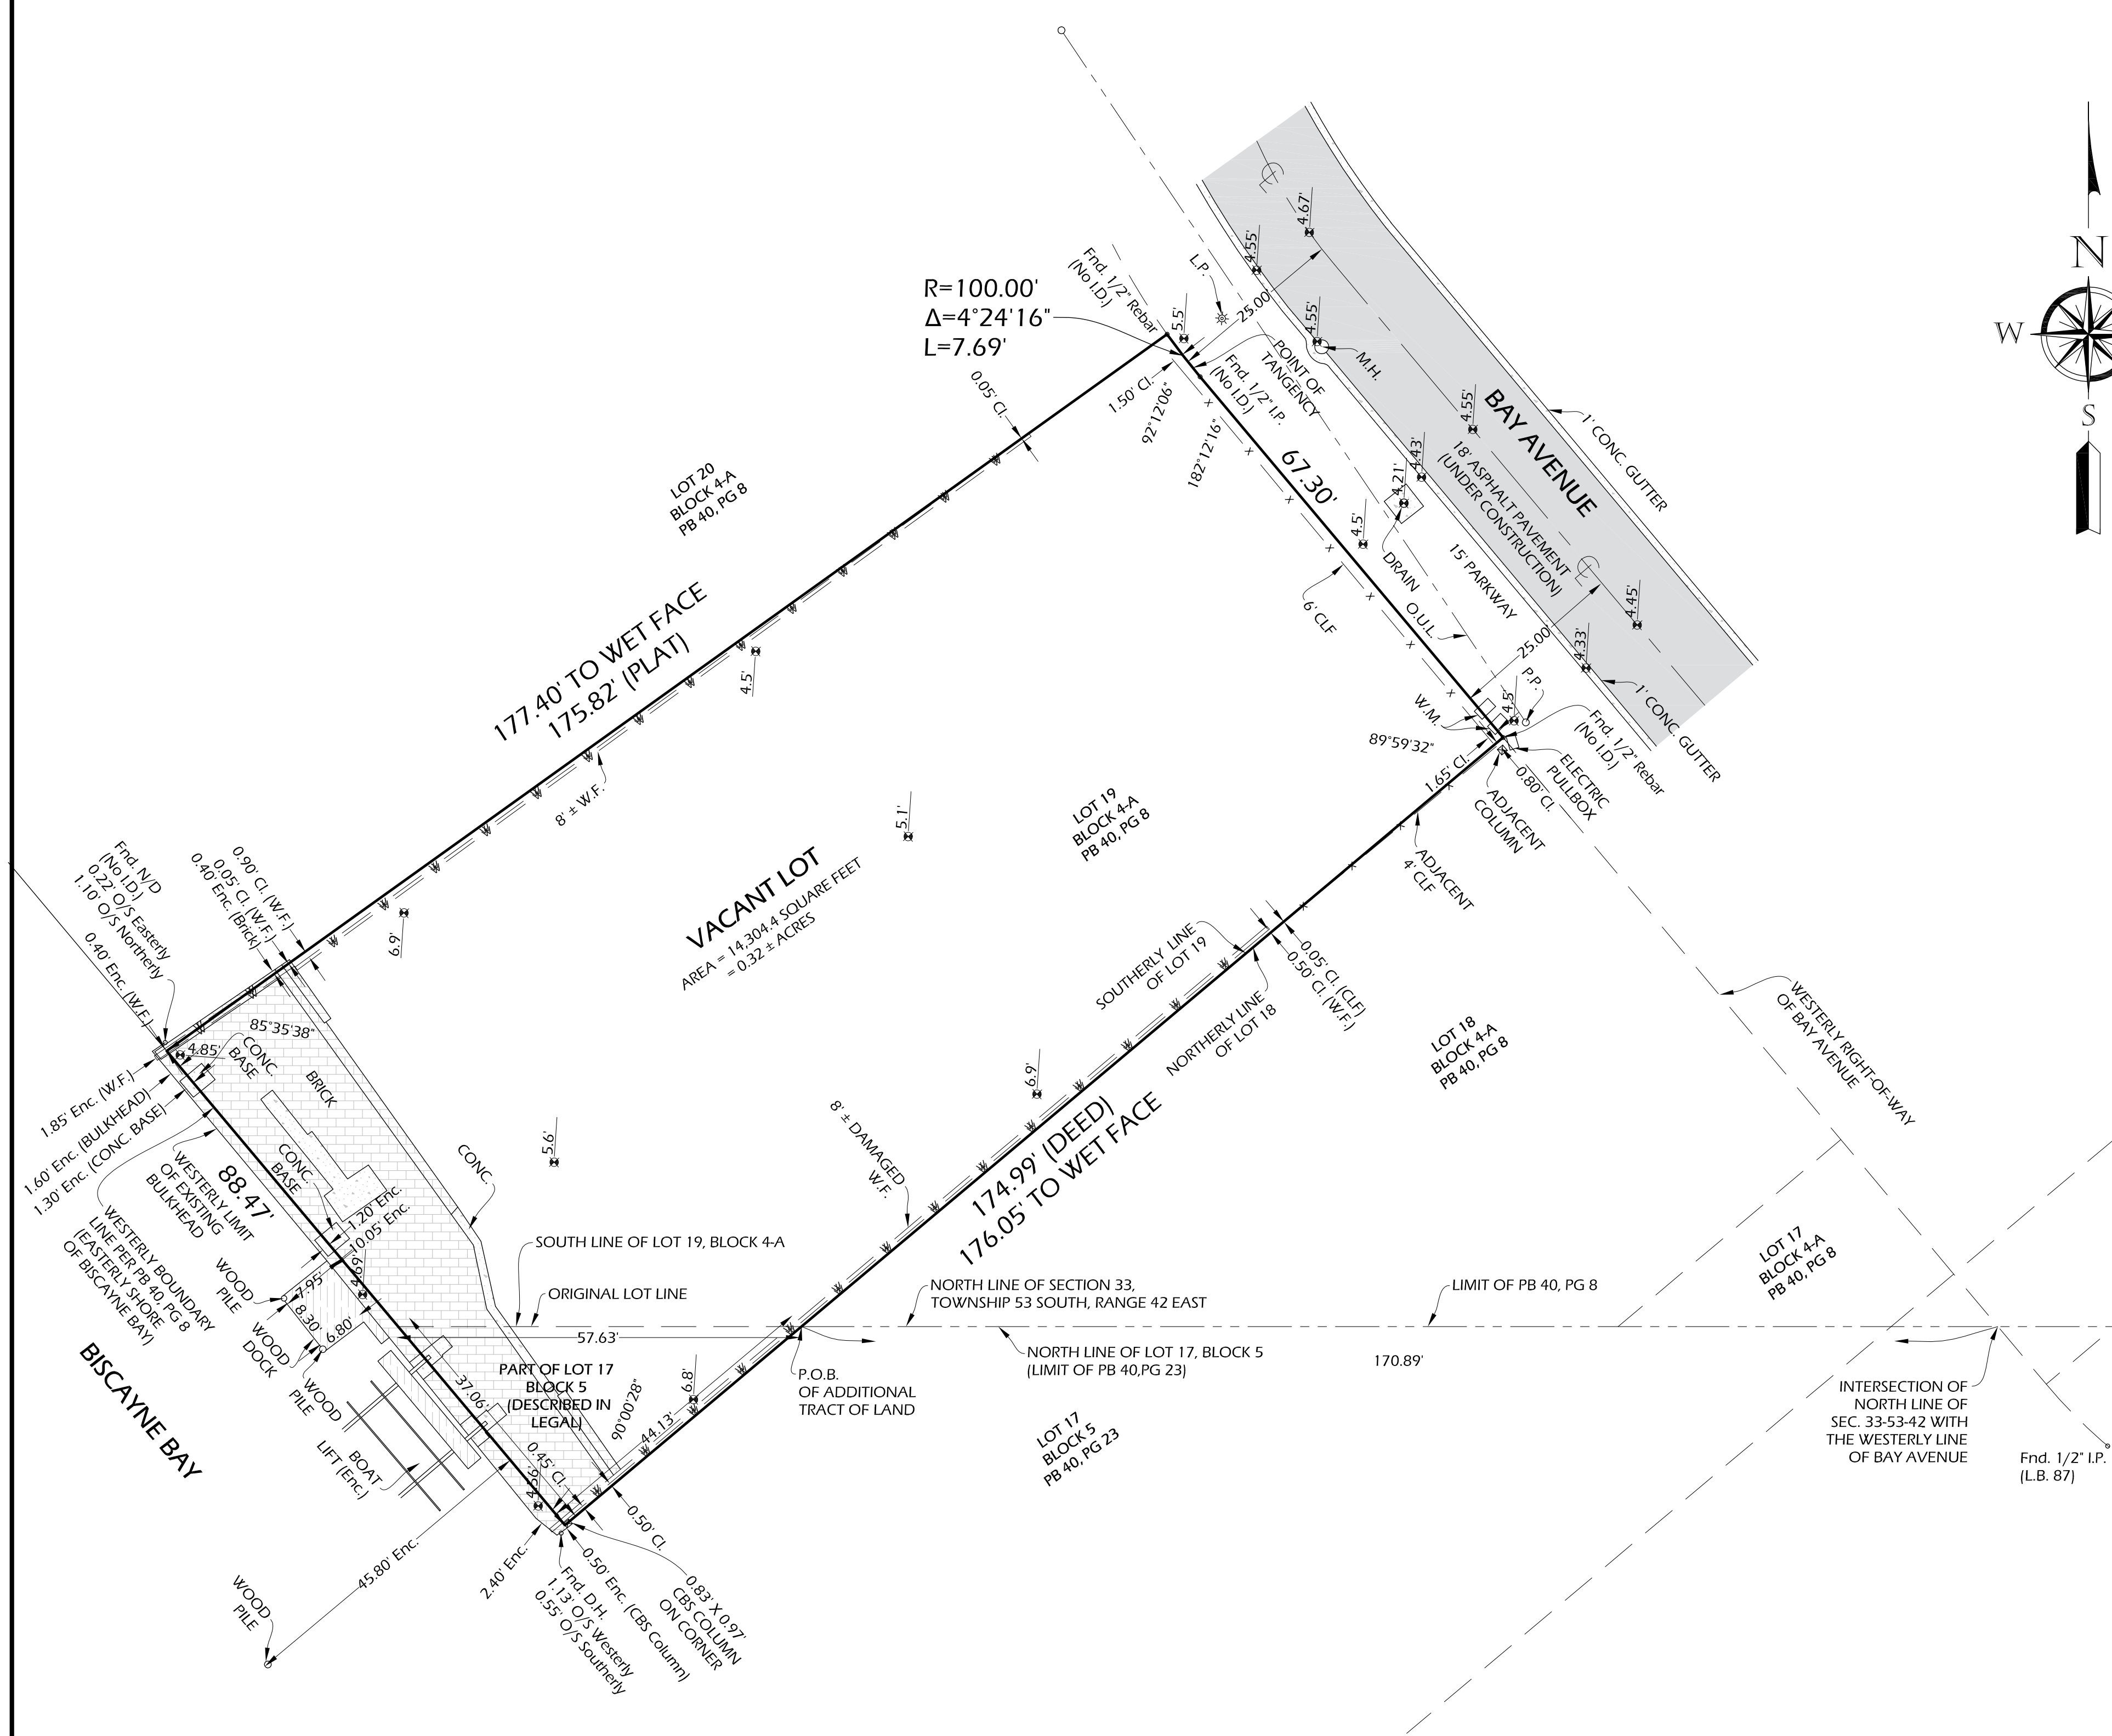 N
W
S
R=100.00'
Δ=4°24'16"
L=7.69'
Fnd. 1/2" Rebar
(No I.D.)
5.5'
L.P.
4.55'
4.67'
25.00'
4.55'
M.H.
POINT OF
TANGENCY
Fnd. 1/2" I.P.
(No I.D.)
1.50' Cl.
92°12'06"
182°12'16"
0.05' Cl.
67.30'
BAY AVENUE
18' ASPHALT PAVEMENT
(UNDER CONSTRUCTION)
1' CONC. GUTTER
4.55'
4.43'
4.21'
4.5'
DRAIN
15' PARKWAY
O.U.L.
6' CLF
4.45'
4.33'
25.00'
P.P.
4.5'
W.M.
1' CONC. GUTTER
Fnd. 1/2" Rebar
(No I.D.)
89°59'32"
1.65' Cl.
0.80' Cl.
ELECTRIC
PULLBOX
ADJACENT
COLUMN
ADJACENT
4' CLF
LOT 20
BLOCK 4-A
PB 40, PG 8
177.40' TO WET FACE
175.82' (PLAT)
4.5'
8' ± W.F.
5.1'
LOT 19
BLOCK 4-A
PB 40, PG 8
VACANT LOT
AREA = 14,304.4 SQUARE FEET
= 0.32 ± ACRES
6.9'
Fnd. N/D
(No I.D.)
0.22' O/S Easterly
1.10' O/S Northerly
0.40' Enc. (W.F.)
0.90' Cl. (W.F.)
0.05' Cl. (W.F.)
0.40' Enc. (Brick)
85°35'38"
4.85'
CONC.
BASE
BRICK
1.85' Enc. (W.F.)
1.60' Enc. (BULKHEAD)
1.30' Enc. (CONC. BASE)
CONC.
BASE
88.47'
WESTERLY LIMIT
OF EXISTING
BULKHEAD
WESTERLY BOUNDARY
LINE PER PB 40, PG 8
(EASTERLY SHORE
OF BISCAYNE BAY)
1.20' Enc.
10.05' Enc.
CONC.
5.6'
SOUTHERLY LINE
OF LOT 19
NORTHERLY LINE
OF LOT 18
0.05' Cl. (CLF)
0.50' Cl. (W.F.)
LOT 18
BLOCK 4-A
PB 40, PG 8
WESTERLY RIGHT-OF-WAY
OF BAY AVENUE
6.9'
8' ± DAMAGED
W.F.
174.99' (DEED)
176.05' TO WET FACE
SOUTH LINE OF LOT 19, BLOCK 4-A
ORIGINAL LOT LINE
NORTH LINE OF SECTION 33,
TOWNSHIP 53 SOUTH, RANGE 42 EAST
LIMIT OF PB 40, PG 8
LOT 17
BLOCK 4-A
PB 40, PG 8
WOOD
PILE
7.95'
8.30'
6.80'
4.69'
WOOD
DOCK
WOOD
PILE
57.63'
NORTH LINE OF LOT 17, BLOCK 5
(LIMIT OF PB 40,PG 23)
170.89'
P.O.B.
OF ADDITIONAL
TRACT OF LAND
PART OF LOT 17
BLOCK 5
(DESCRIBED IN
LEGAL)
37.06'
90°00'28"
44.13'
6.8'
BISCAYNE BAY
BOAT
LIFT (Enc.)
0.45' Cl.
4.56'
LOT 17
BLOCK 5
PB 40, PG 23
INTERSECTION OF
NORTH LINE OF
SEC. 33-53-42 WITH
THE WESTERLY LINE
OF BAY AVENUE
Fnd. 1/2" I.P.
(L.B. 87)
0.50' Cl.
45.80' Enc.
2.40' Enc.
WOOD
PILE
Fnd. D.H.
1.13' O/S Westerly
0.55' O/S Southerly
0.50' Enc. (CBS Column)
0.83' X 0.97'
CBS COLUMN
ON CORNER